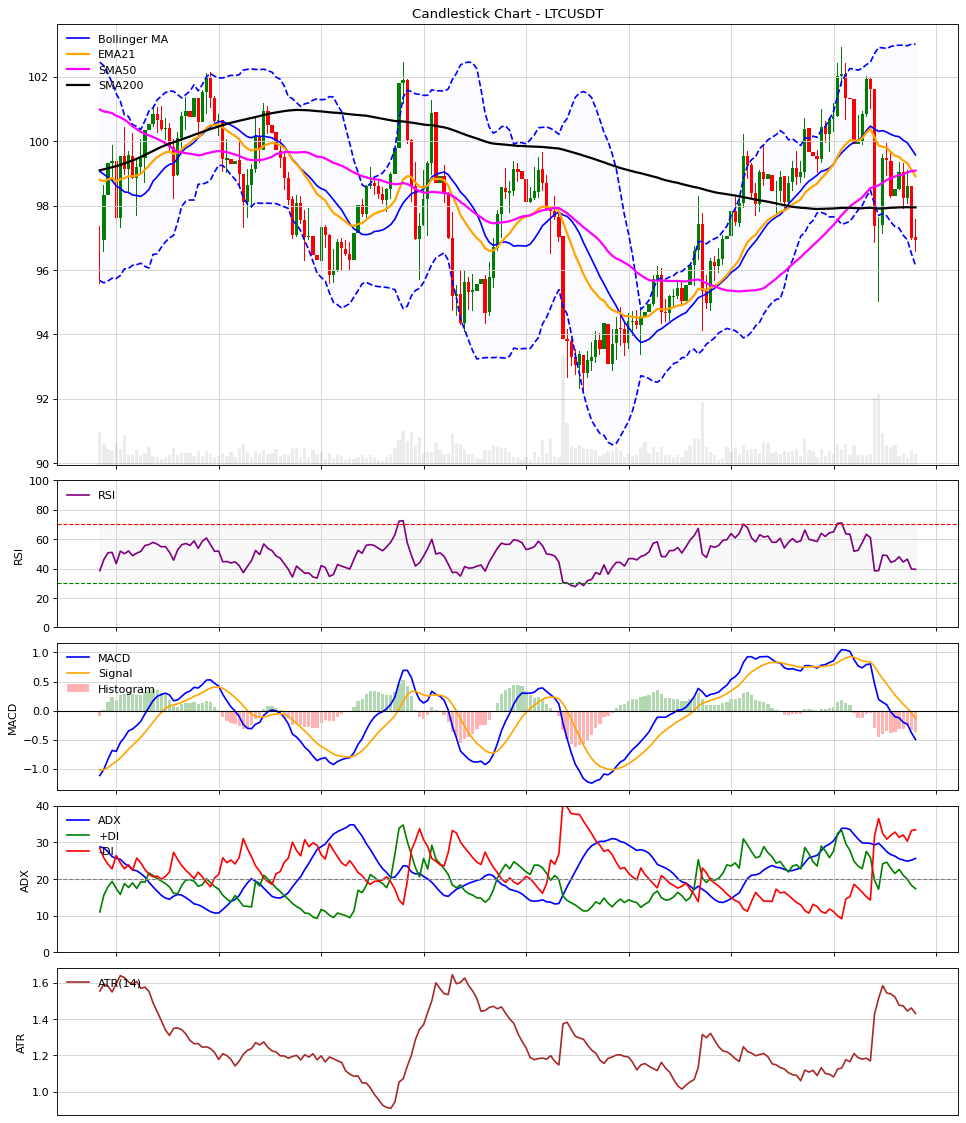 Candlestick Chart - LTCUSDT
Bollinger MA
EMA21
SMA50
SMA200
102
100
98
96
94
92
90
RSI
RSI
100
80
60
40
20
0
MACD
Signal
Histogram
MACD
1.0
0.5
0.0
−0.5
−1.0
ADX
+DI
-DI
ADX
40
30
20
10
0
ATR(14)
ATR
1.6
1.4
1.2
1.0